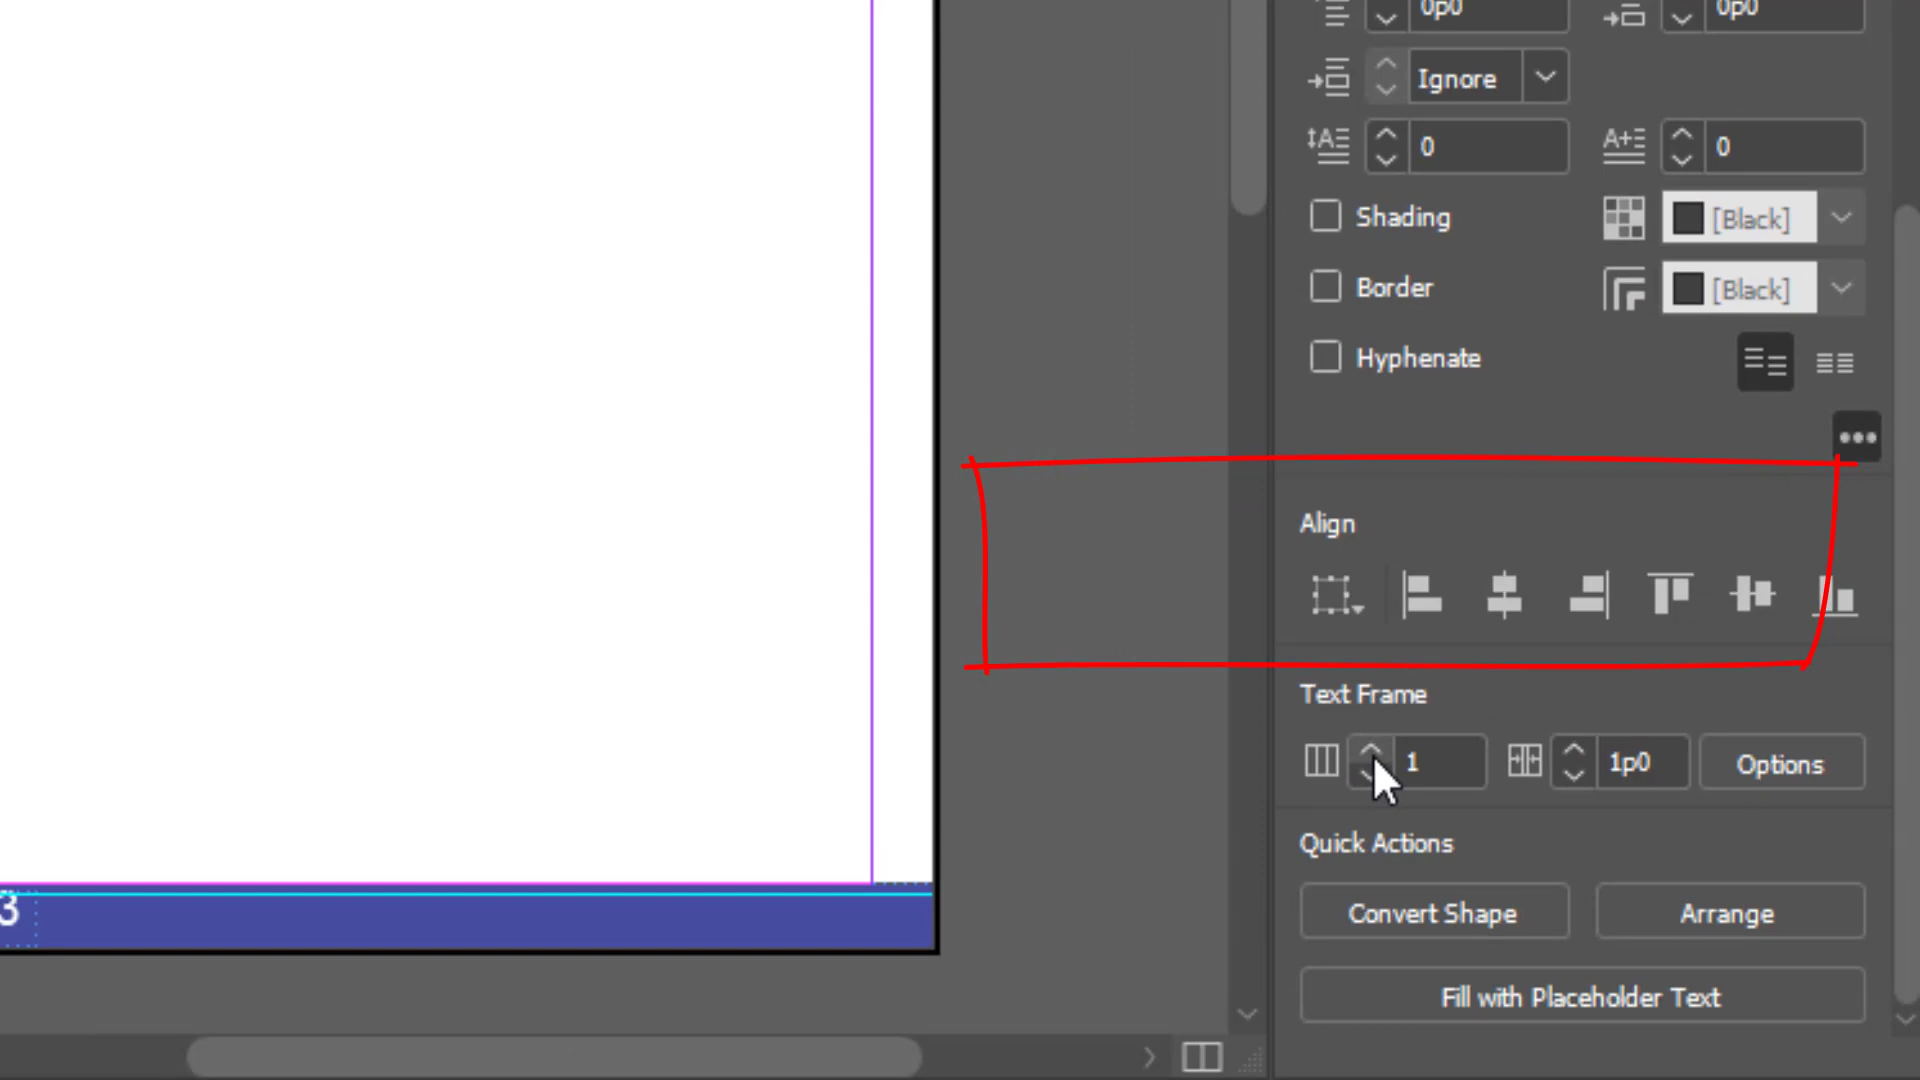 0p0 0p0
Ignore
0 0
Shading [Black]
Border [Black]
Hyphenate
Align
Text Frame
1 1p0 Options
Quick Actions
Convert Shape Arrange
Fill with Placeholder Text
3